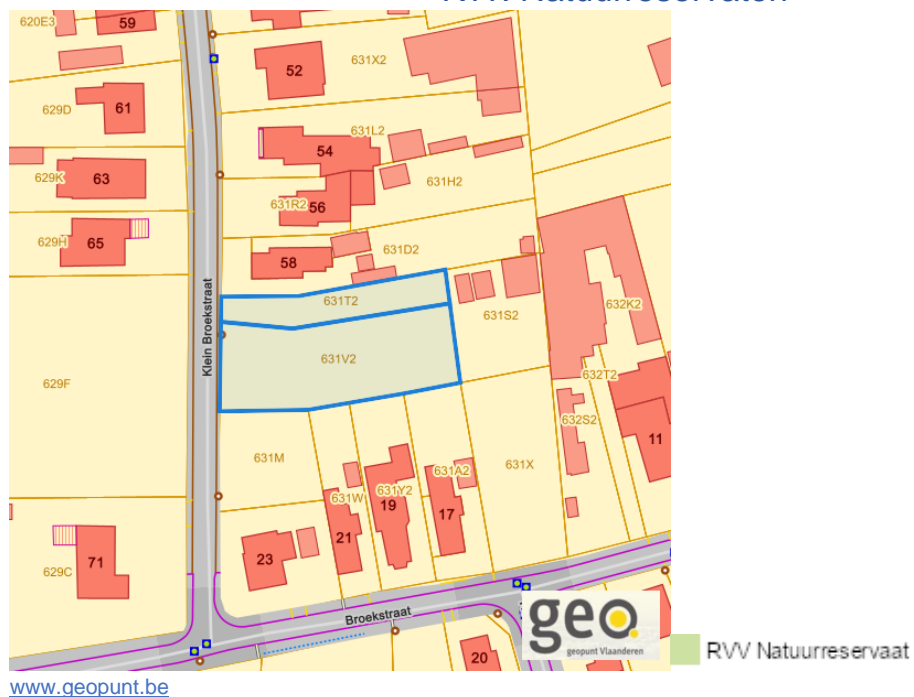 RVV Natuurreservaten
620E3
59
52
631X2
629D
61
631L2
54
629K
63
631H2
631R2
56
629H
65
631D2
58
Klein Broekstraat
631T2
631S2
632K2
631V2
629F
632T2
632S2
11
631M
631X
631A2
631W
631Y2
19
17
21
23
71
629C
Broekstraat
20
geo
geopunt Vlaanderen
RVV Natuurreservaat
www.geopunt.be